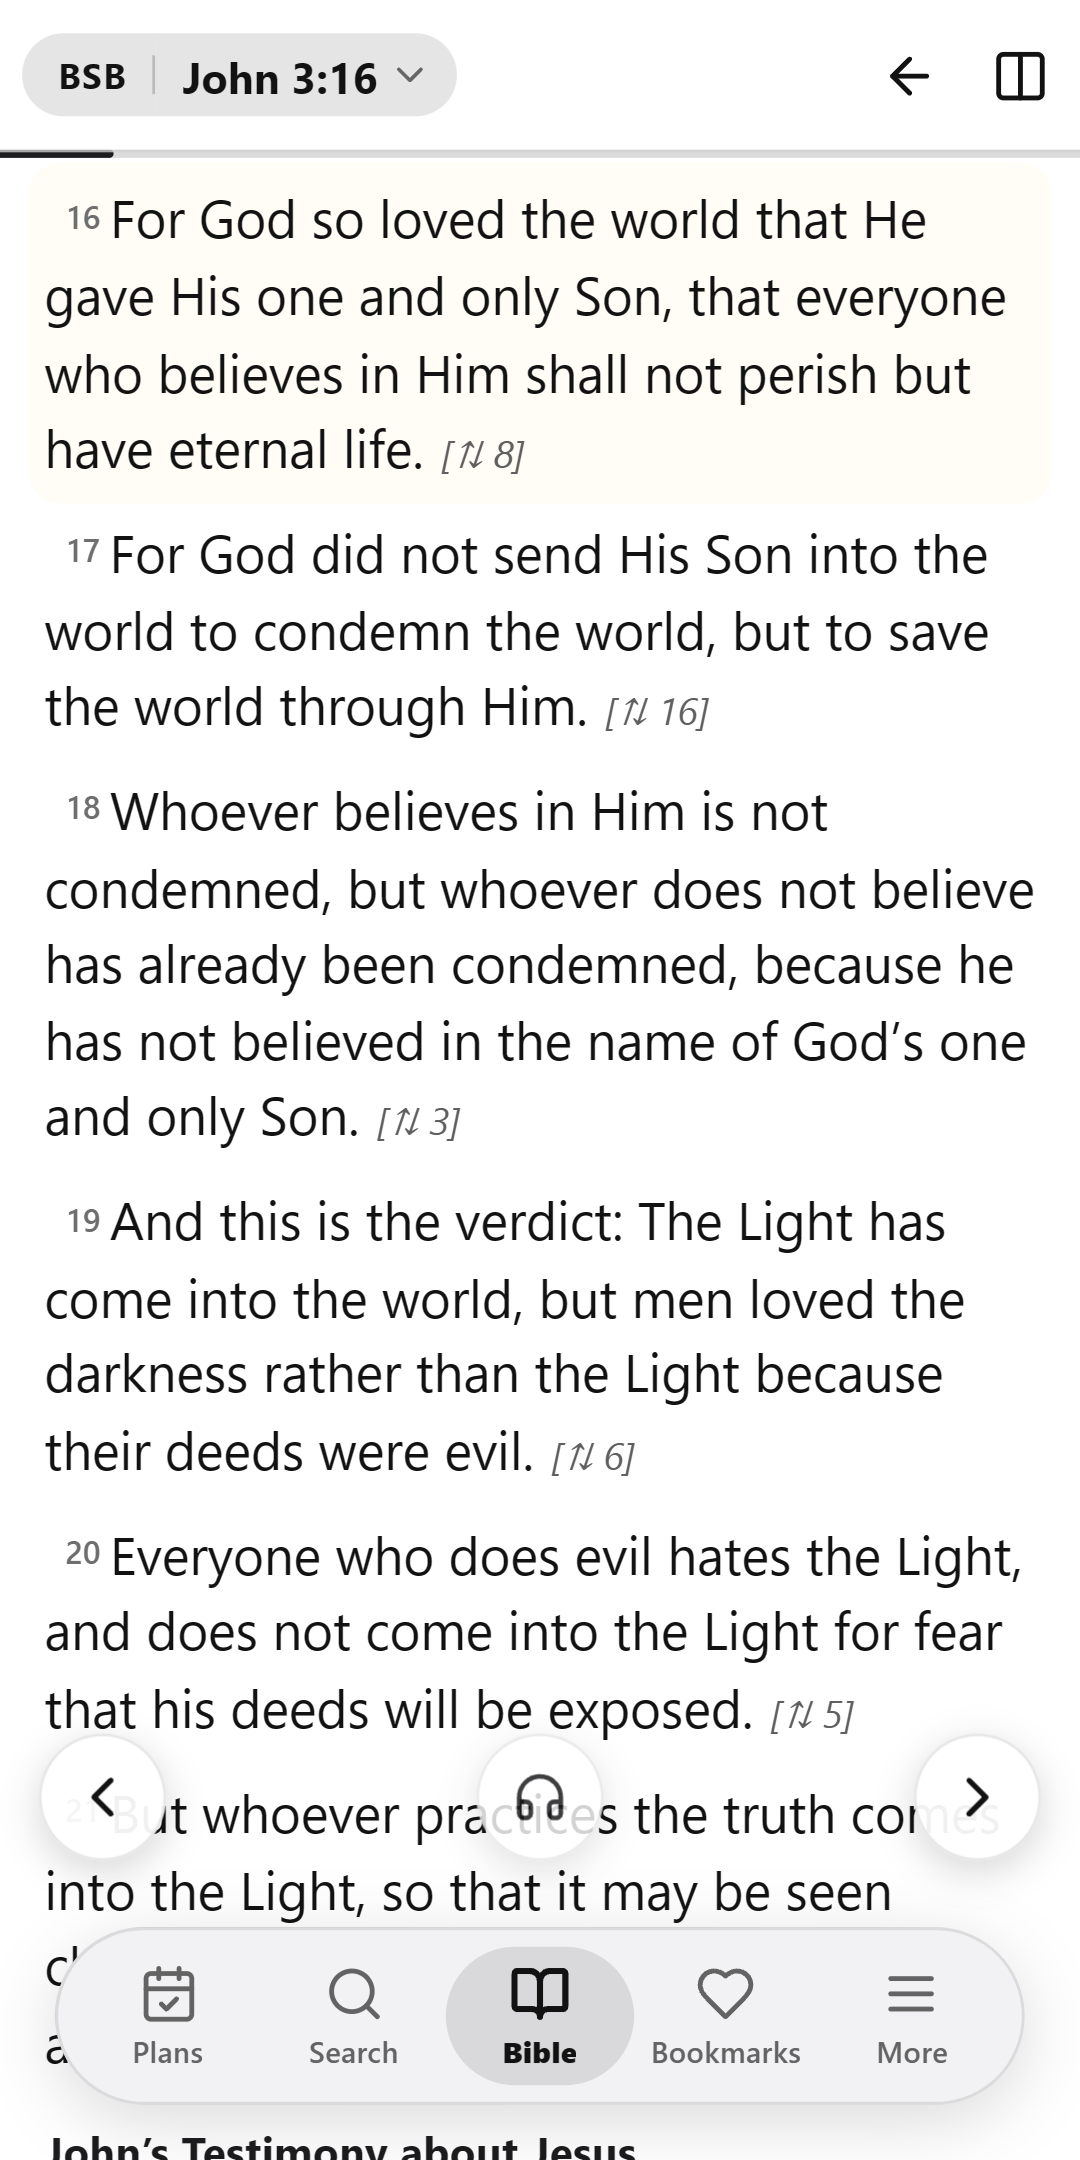 BSB John 3:16
16 For God so loved the world that He
gave His one and only Son, that everyone
who believes in Him shall not perish but
have eternal life. [⇅ 8]
17 For God did not send His Son into the
world to condemn the world, but to save
the world through Him. [⇅ 16]
18 Whoever believes in Him is not
condemned, but whoever does not believe
has already been condemned, because he
has not believed in the name of God’s one
and only Son. [⇅ 3]
19 And this is the verdict: The Light has
come into the world, but men loved the
darkness rather than the Light because
their deeds were evil. [⇅ 6]
20 Everyone who does evil hates the Light,
and does not come into the Light for fear
that his deeds will be exposed. [⇅ 5]
21 But whoever practices the truth comes
into the Light, so that it may be seen
Plans Search Bible Bookmarks More
John’s Testimony about Jesus